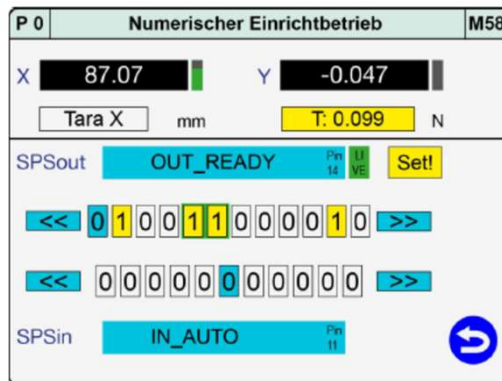 P 0 Numerischer Einrichtbetrieb M58
X 87.07 Y -0.047
Tara X mm T: 0.099 N
SPSout OUT_READY Pin 14 LI VE Set!
<< 0 1 0 0 1 1 0 0 0 0 1 0 >>
<< 0 0 0 0 0 0 0 0 0 0 0 0 >>
SPSin IN_AUTO Pin 11